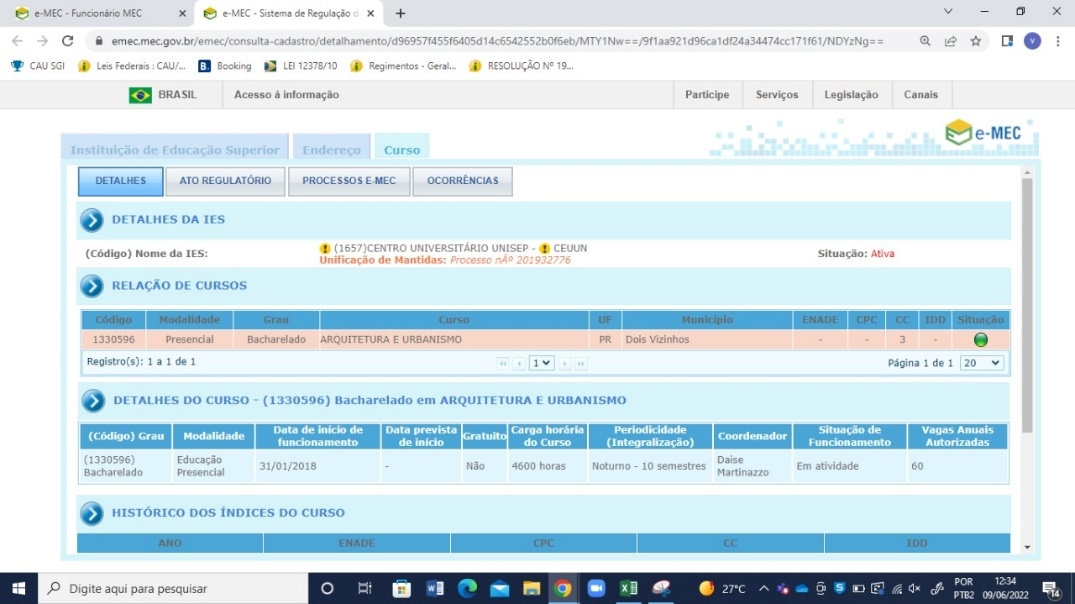 e-MEC - Funcionário MEC
e-MEC - Sistema de Regulação d
emec.mec.gov.br/emec/consulta-cadastro/detalhamento/d96957f455f6405d14c6542552b0f6eb/MTY1Nw==/9f1aa921d96ca1df24a34474cc171f61/NDYzNg==
V
CAU SGI
Leis Federais : CAU/...
B.
Booking
LEI 12378/10
Regimentos - Geral...
RESOLUÇÃO Nº 19...
BRASIL
Acesso à informação
Participe
Serviços
Legislação
Canais
e-MEC
Instituição de Educação Superior
Endereço
Curso
DETALHES
ATO REGULATÓRIO
PROCESSOS E-MEC
OCORRÊNCIAS
DETALHES DA IES
(Código) Nome da IES:
(1657)CENTRO UNIVERSITÁRIO UNISEP - CEUUN
Unificação de Mantidas: Processo nÂº 201932776
Situação: Ativa
RELAÇÃO DE CURSOS
Código Modalidade Grau Curso UF Município ENADE CPC CC IDD Situação
1330596 Presencial Bacharelado ARQUITETURA E URBANISMO PR Dois Vizinhos - - 3 -
Registro(s): 1 a 1 de 1
1
Página 1 de 1 20
DETALHES DO CURSO - (1330596) Bacharelado em ARQUITETURA E URBANISMO
(Código) Grau
Modalidade
Data de início de
funcionamento
Data prevista
de início
Gratuito
Carga horária
do Curso
Periodicidade
(Integralização)
Coordenador
Situação de
Funcionamento
Vagas Anuais
Autorizadas
(1330596)
Bacharelado
Educação
Presencial
31/01/2018
-
Não
4600 horas
Noturno - 10 semestres
Daise
Martinazzo
Em atividade
60
HISTÓRICO DOS ÍNDICES DO CURSO
ANO ENADE CPC CC IDD
Digite aqui para pesquisar
27°C
POR
PTB2
12:34
09/06/2022
14